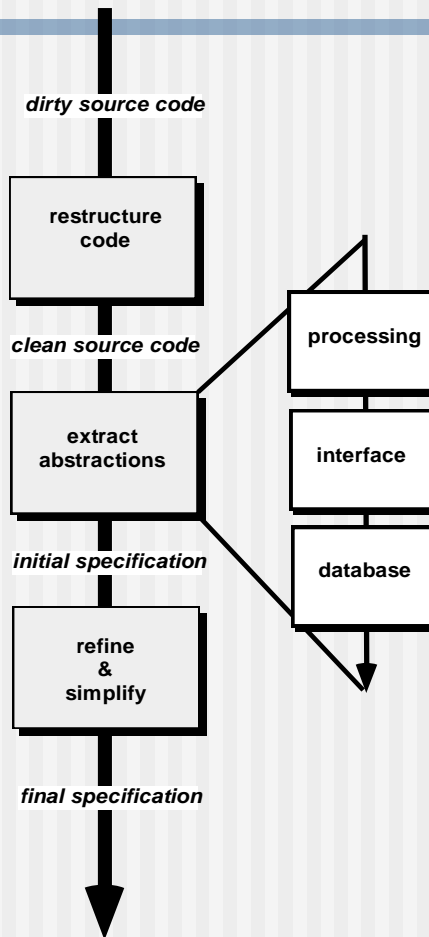 dirty source code
restructure
code
clean source code
extract
abstractions
initial specification
refine
&
simplify
final specification
processing
interface
database